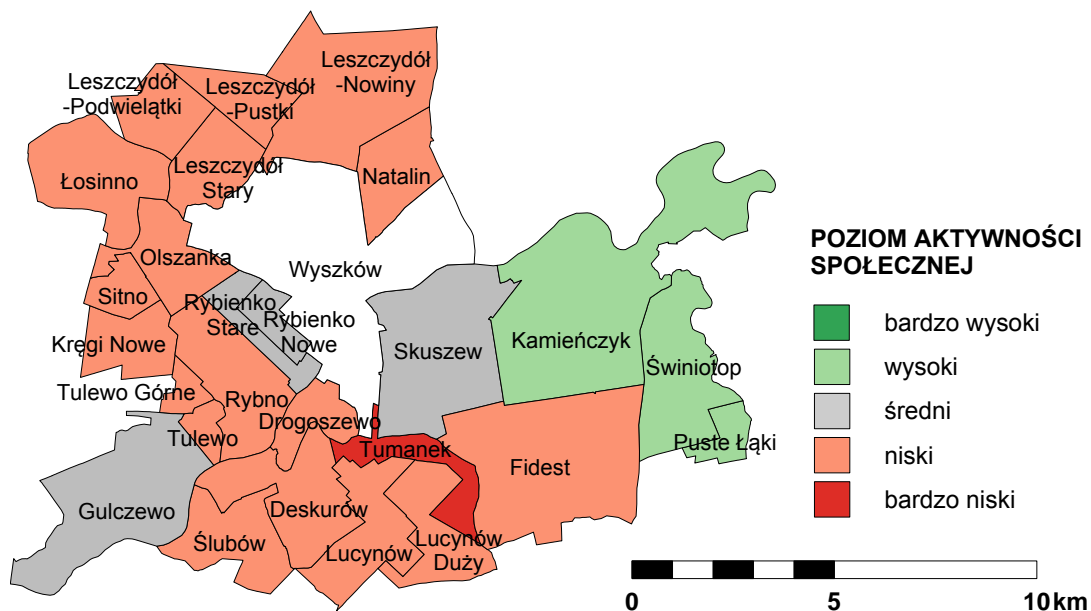 Leszczydół
-Nowiny
Leszczydół
-Podwielątki
Leszczydół
-Pustki
Leszczydół
Stary
Natalin
Łosinno
Olszanka
Wyszków
Sitno
Rybieńko
Stare
Rybieńko
Nowe
Kręgi Nowe
Skuszew
Kamieńczyk
Świniotop
Tulewo Górne
Rybno
Drogoszewo
Tulewo
Tumanek
Fidest
Puste Łąki
Gulczewo
Deskurów
Ślubów
Lucynów
Lucynów
Duży
POZIOM AKTYWNOŚCI
SPOŁECZNEJ
bardzo wysoki
wysoki
średni
niski
bardzo niski
0 5 10 km